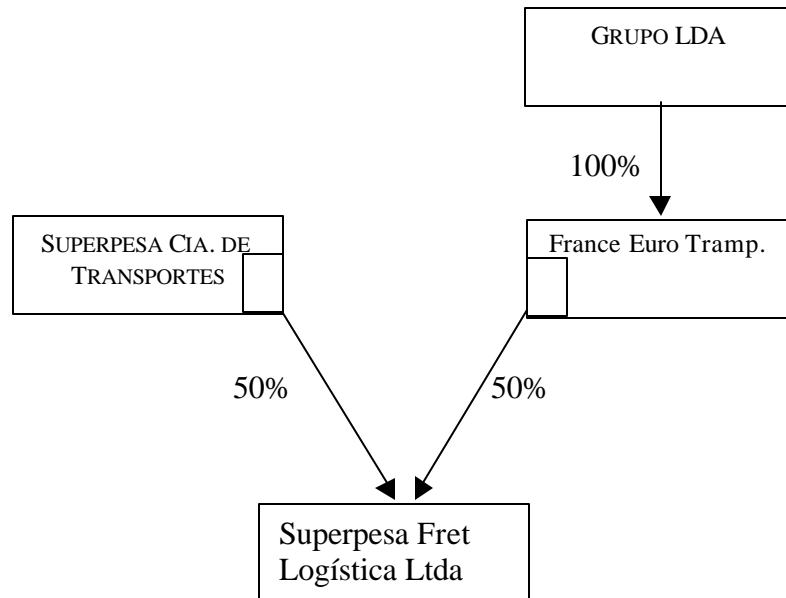 GRUPO LDA
100%
SUPERPESA CIA. DE
TRANSPORTES
France Euro Tramp.
50%
50%
Superpesa Fret
Logística Ltda